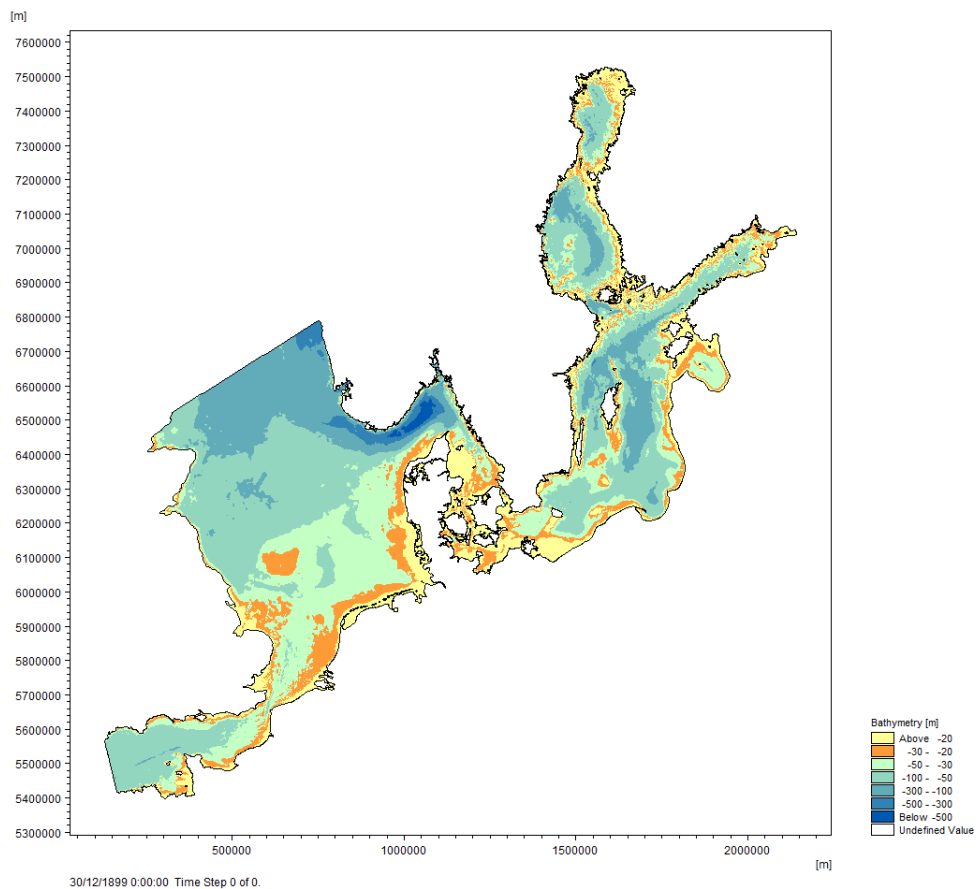 [m]
7600000
7500000
7400000
7300000
7200000
7100000
7000000
6900000
6800000
6700000
6600000
6500000
6400000
6300000
6200000
6100000
6000000
5900000
5800000
5700000
5600000
5500000
5400000
5300000
500000 1000000 1500000 2000000
[m]
Bathymetry [m]
Above -20
-30 - -20
-50 - -30
-100 - -50
-300 - -100
-500 - -300
Below -500
Undefined Value
30/12/1899 0:00:00 Time Step 0 of 0.